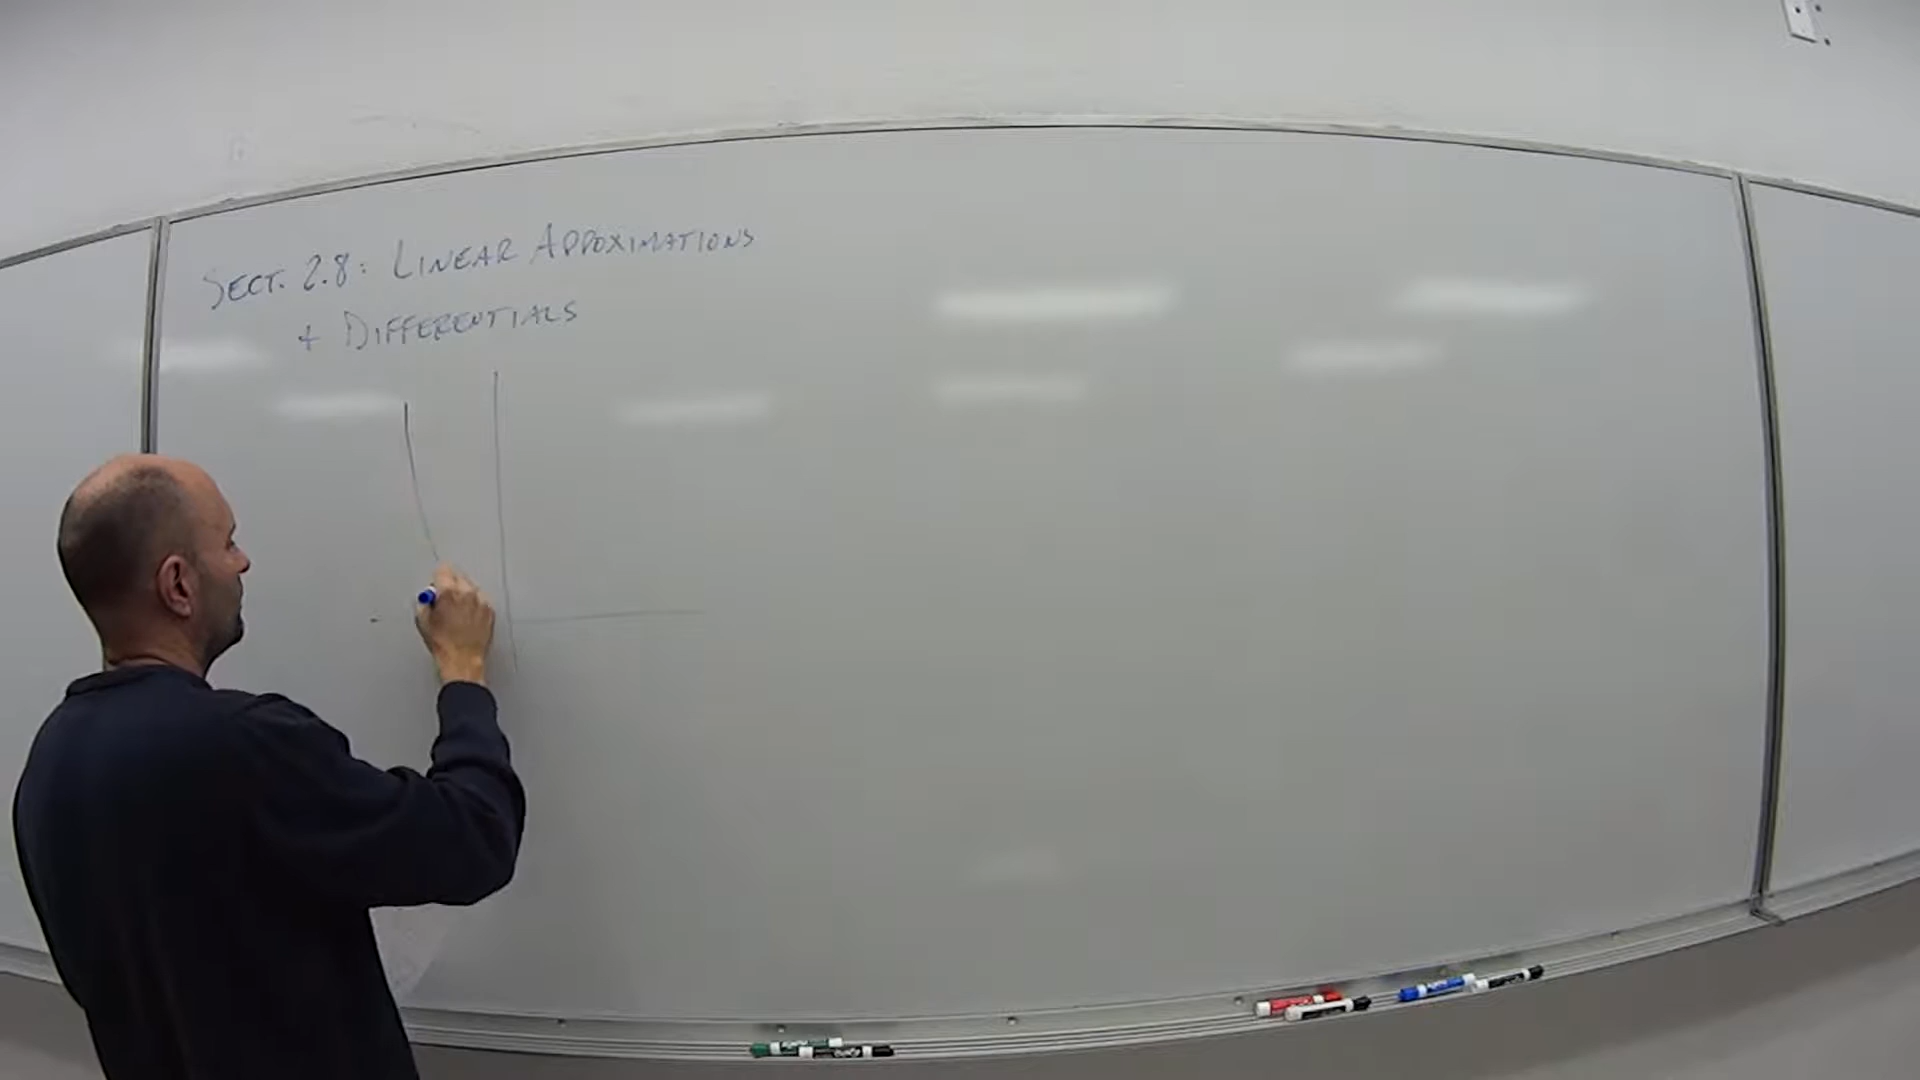 SECT. 2.8: LINEAR APPROXIMATIONS
+ DIFFERENTIALS